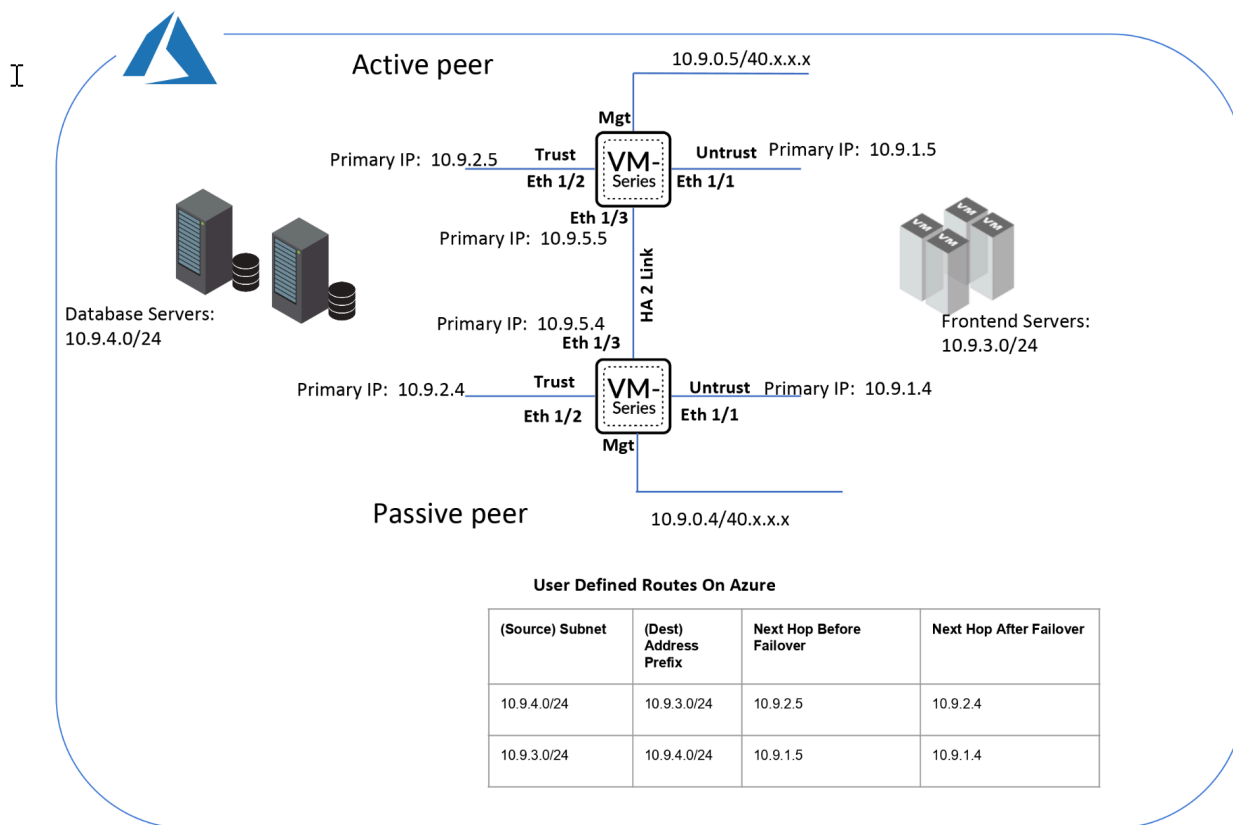 Active peer
10.9.0.5/40.x.x.x
Mgt
Primary IP:  10.9.2.5
Trust
Eth 1/2
VM-
Series
Untrust
Eth 1/1
Primary IP:  10.9.1.5
Eth 1/3
Primary IP:  10.9.5.5
HA 2 Link
VM
VM
VM
VM
Database Servers:
10.9.4.0/24
Frontend Servers:
10.9.3.0/24
Primary IP:  10.9.5.4
Eth 1/3
Primary IP:  10.9.2.4
Trust
Eth 1/2
VM-
Series
Untrust
Eth 1/1
Primary IP:  10.9.1.4
Mgt
Passive peer
10.9.0.4/40.x.x.x
User Defined Routes On Azure
(Source) Subnet
(Dest)
Address
Prefix
Next Hop Before
Failover
Next Hop After Failover
10.9.4.0/24
10.9.3.0/24
10.9.2.5
10.9.2.4
10.9.3.0/24
10.9.4.0/24
10.9.1.5
10.9.1.4